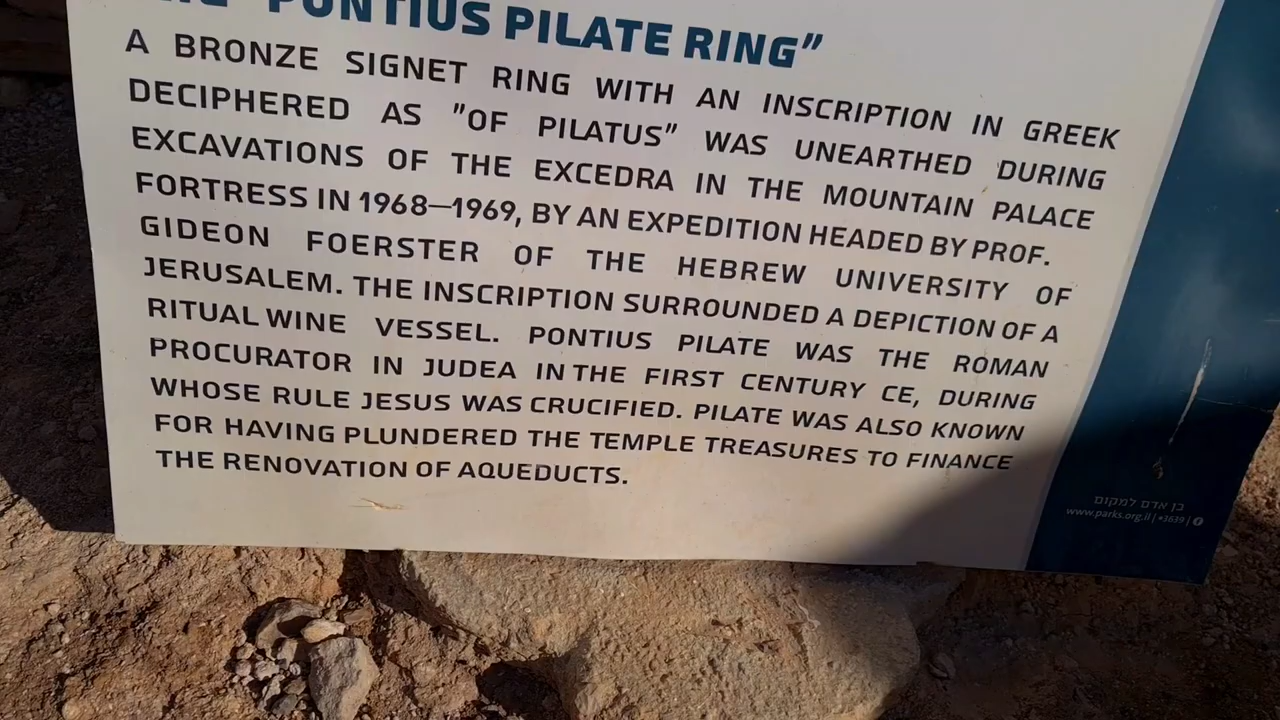 "PONTIUS PILATE RING"
A BRONZE SIGNET RING WITH AN INSCRIPTION IN GREEK
DECIPHERED AS "OF PILATUS" WAS UNEARTHED DURING
EXCAVATIONS OF THE EXCEDRA IN THE MOUNTAIN PALACE
FORTRESS IN 1968—1969, BY AN EXPEDITION HEADED BY PROF.
GIDEON FOERSTER OF THE HEBREW UNIVERSITY OF
JERUSALEM. THE INSCRIPTION SURROUNDED A DEPICTION OF A
RITUAL WINE VESSEL. PONTIUS PILATE WAS THE ROMAN
PROCURATOR IN JUDEA IN THE FIRST CENTURY CE, DURING
WHOSE RULE JESUS WAS CRUCIFIED. PILATE WAS ALSO KNOWN
FOR HAVING PLUNDERED THE TEMPLE TREASURES TO FINANCE
THE RENOVATION OF AQUEDUCTS.
בן אדם למקום
www.parks.org.il | *3639 |